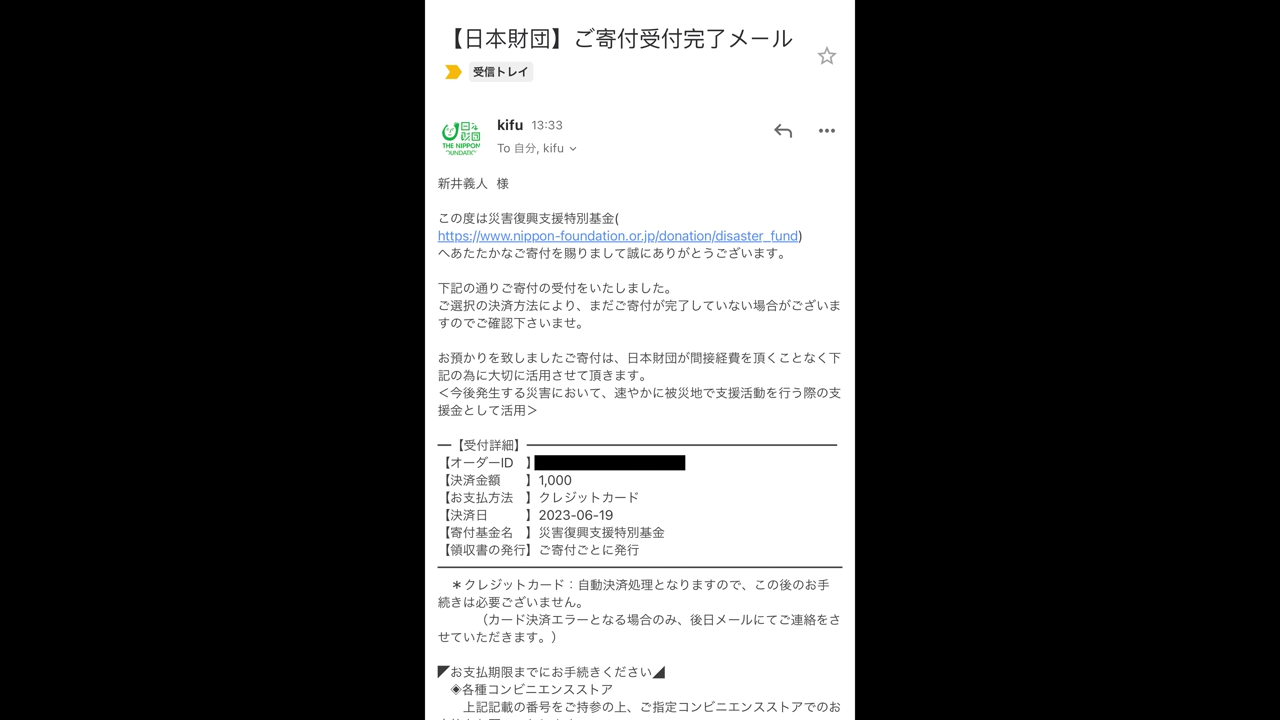 【日本財団】ご寄付受付完了メール
受信トレイ
日本
財団
THE NIPPON
FOUNDATION
kifu 13:33
To 自分, kifu
新井義人 様
この度は災害復興支援特別基金(
https://www.nippon-foundation.or.jp/donation/disaster_fund)
へあたたかなご寄付を賜りまして誠にありがとうございます。
下記の通りご寄付の受付をいたしました。
ご選択の決済方法により、まだご寄付が完了していない場合がございま
すのでご確認下さいませ。
お預かりを致しましたご寄付は、日本財団が間接経費を頂くことなく下
記の為に大切に活用させて頂きます。
＜今後発生する災害において、速やかに被災地で支援活動を行う際の支
援金として活用＞
━【受付詳細】━━━━━━━━━━━━━━━━━━
【オーダーID 】
【決済金額 】1,000
【お支払方法 】クレジットカード
【決済日 】2023-06-19
【寄付基金名 】災害復興支援特別基金
【領収書の発行】ご寄付ごとに発行
＊クレジットカード：自動決済処理となりますので、この後のお手
続きは必要ございません。
（カード決済エラーとなる場合のみ、後日メールにてご連絡をさ
せていただきます。）
◤お支払期限までにお手続きください◢
◈各種コンビニエンスストア
上記記載の番号をご持参の上、ご指定コンビニエンスストアでのお